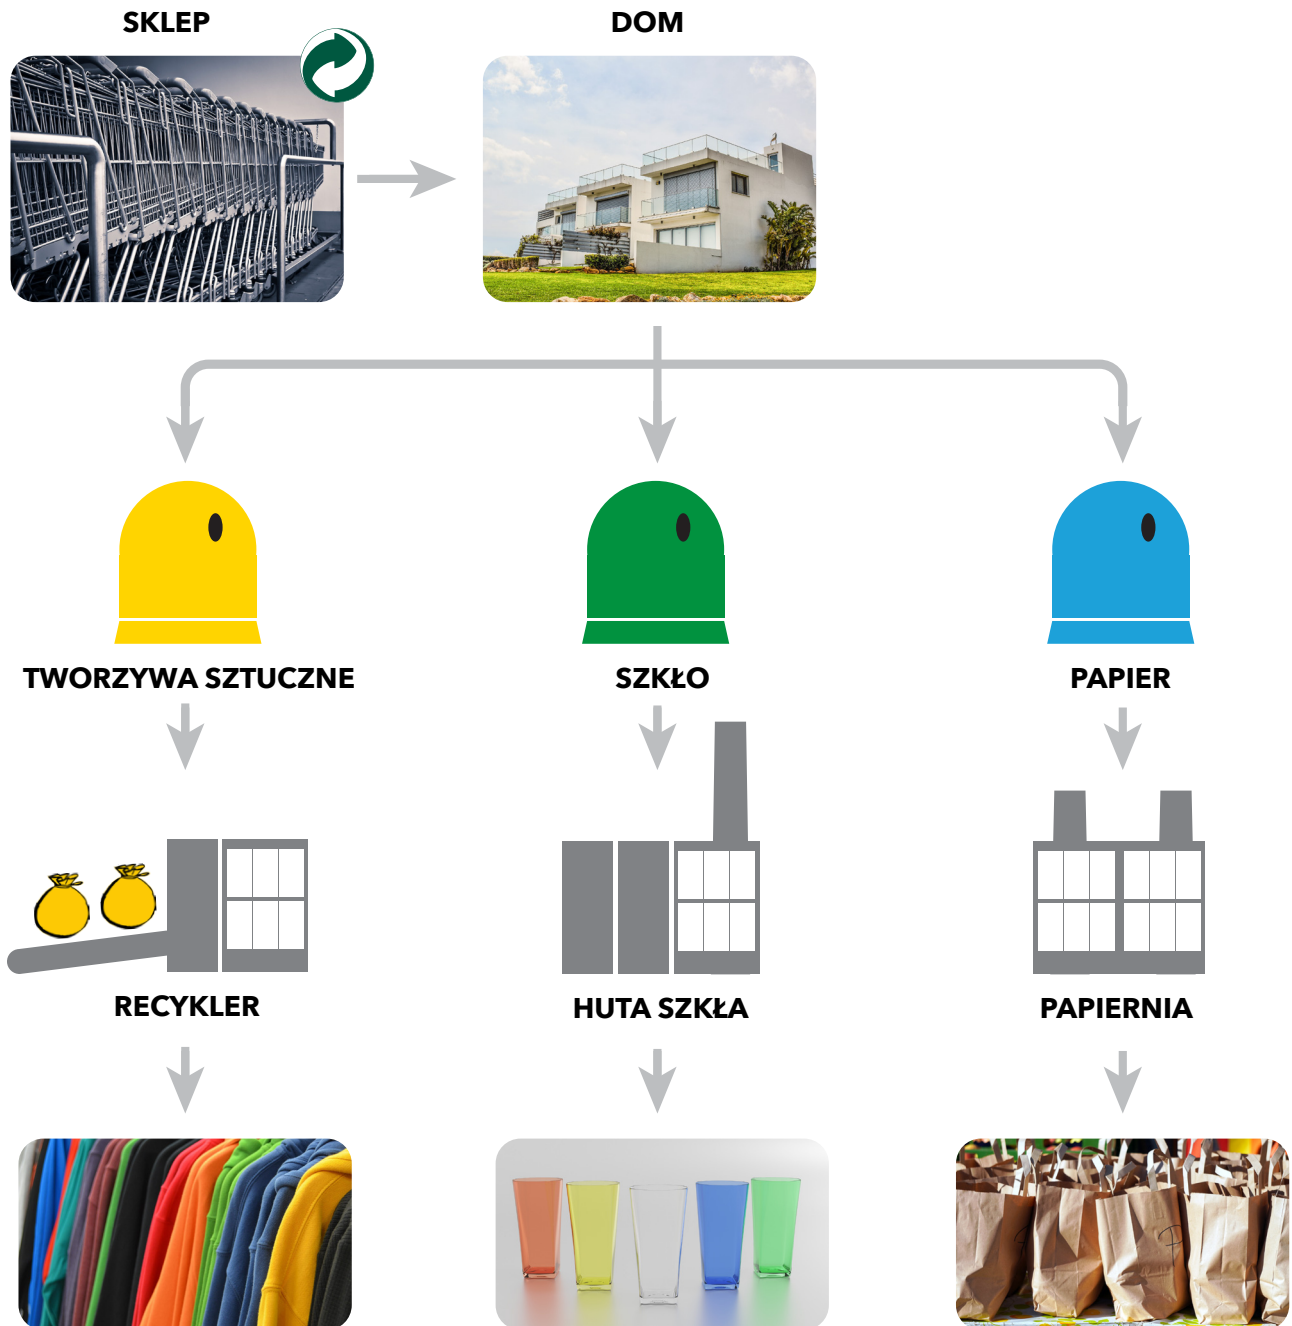 SKLEP
DOM
TWORZYWA SZTUCZNE
SZKŁO
PAPIER
RECYKLER
HUTA SZKŁA
PAPIERNIA